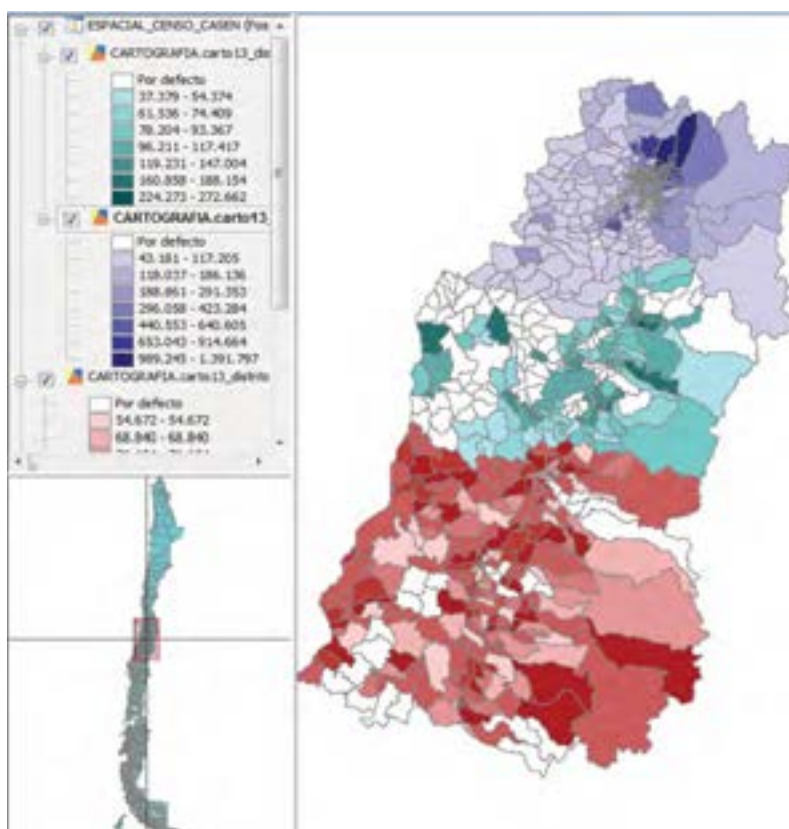 ESPACIAL_CENSO_CASEN (Pos
CARTOGRAFIA.carto13_dis
Por defecto
37.379 - 54.374
61.536 - 74.409
78.204 - 93.367
96.211 - 117.417
119.231 - 147.004
160.858 - 188.154
224.273 - 272.662
CARTOGRAFIA.carto13_
Por defecto
43.181 - 117.205
118.037 - 186.136
188.861 - 291.353
296.058 - 423.284
440.553 - 640.605
653.043 - 914.664
989.245 - 1.391.797
CARTOGRAFIA.carto13_distrito
Por defecto
54.672 - 54.672
68.840 - 68.840